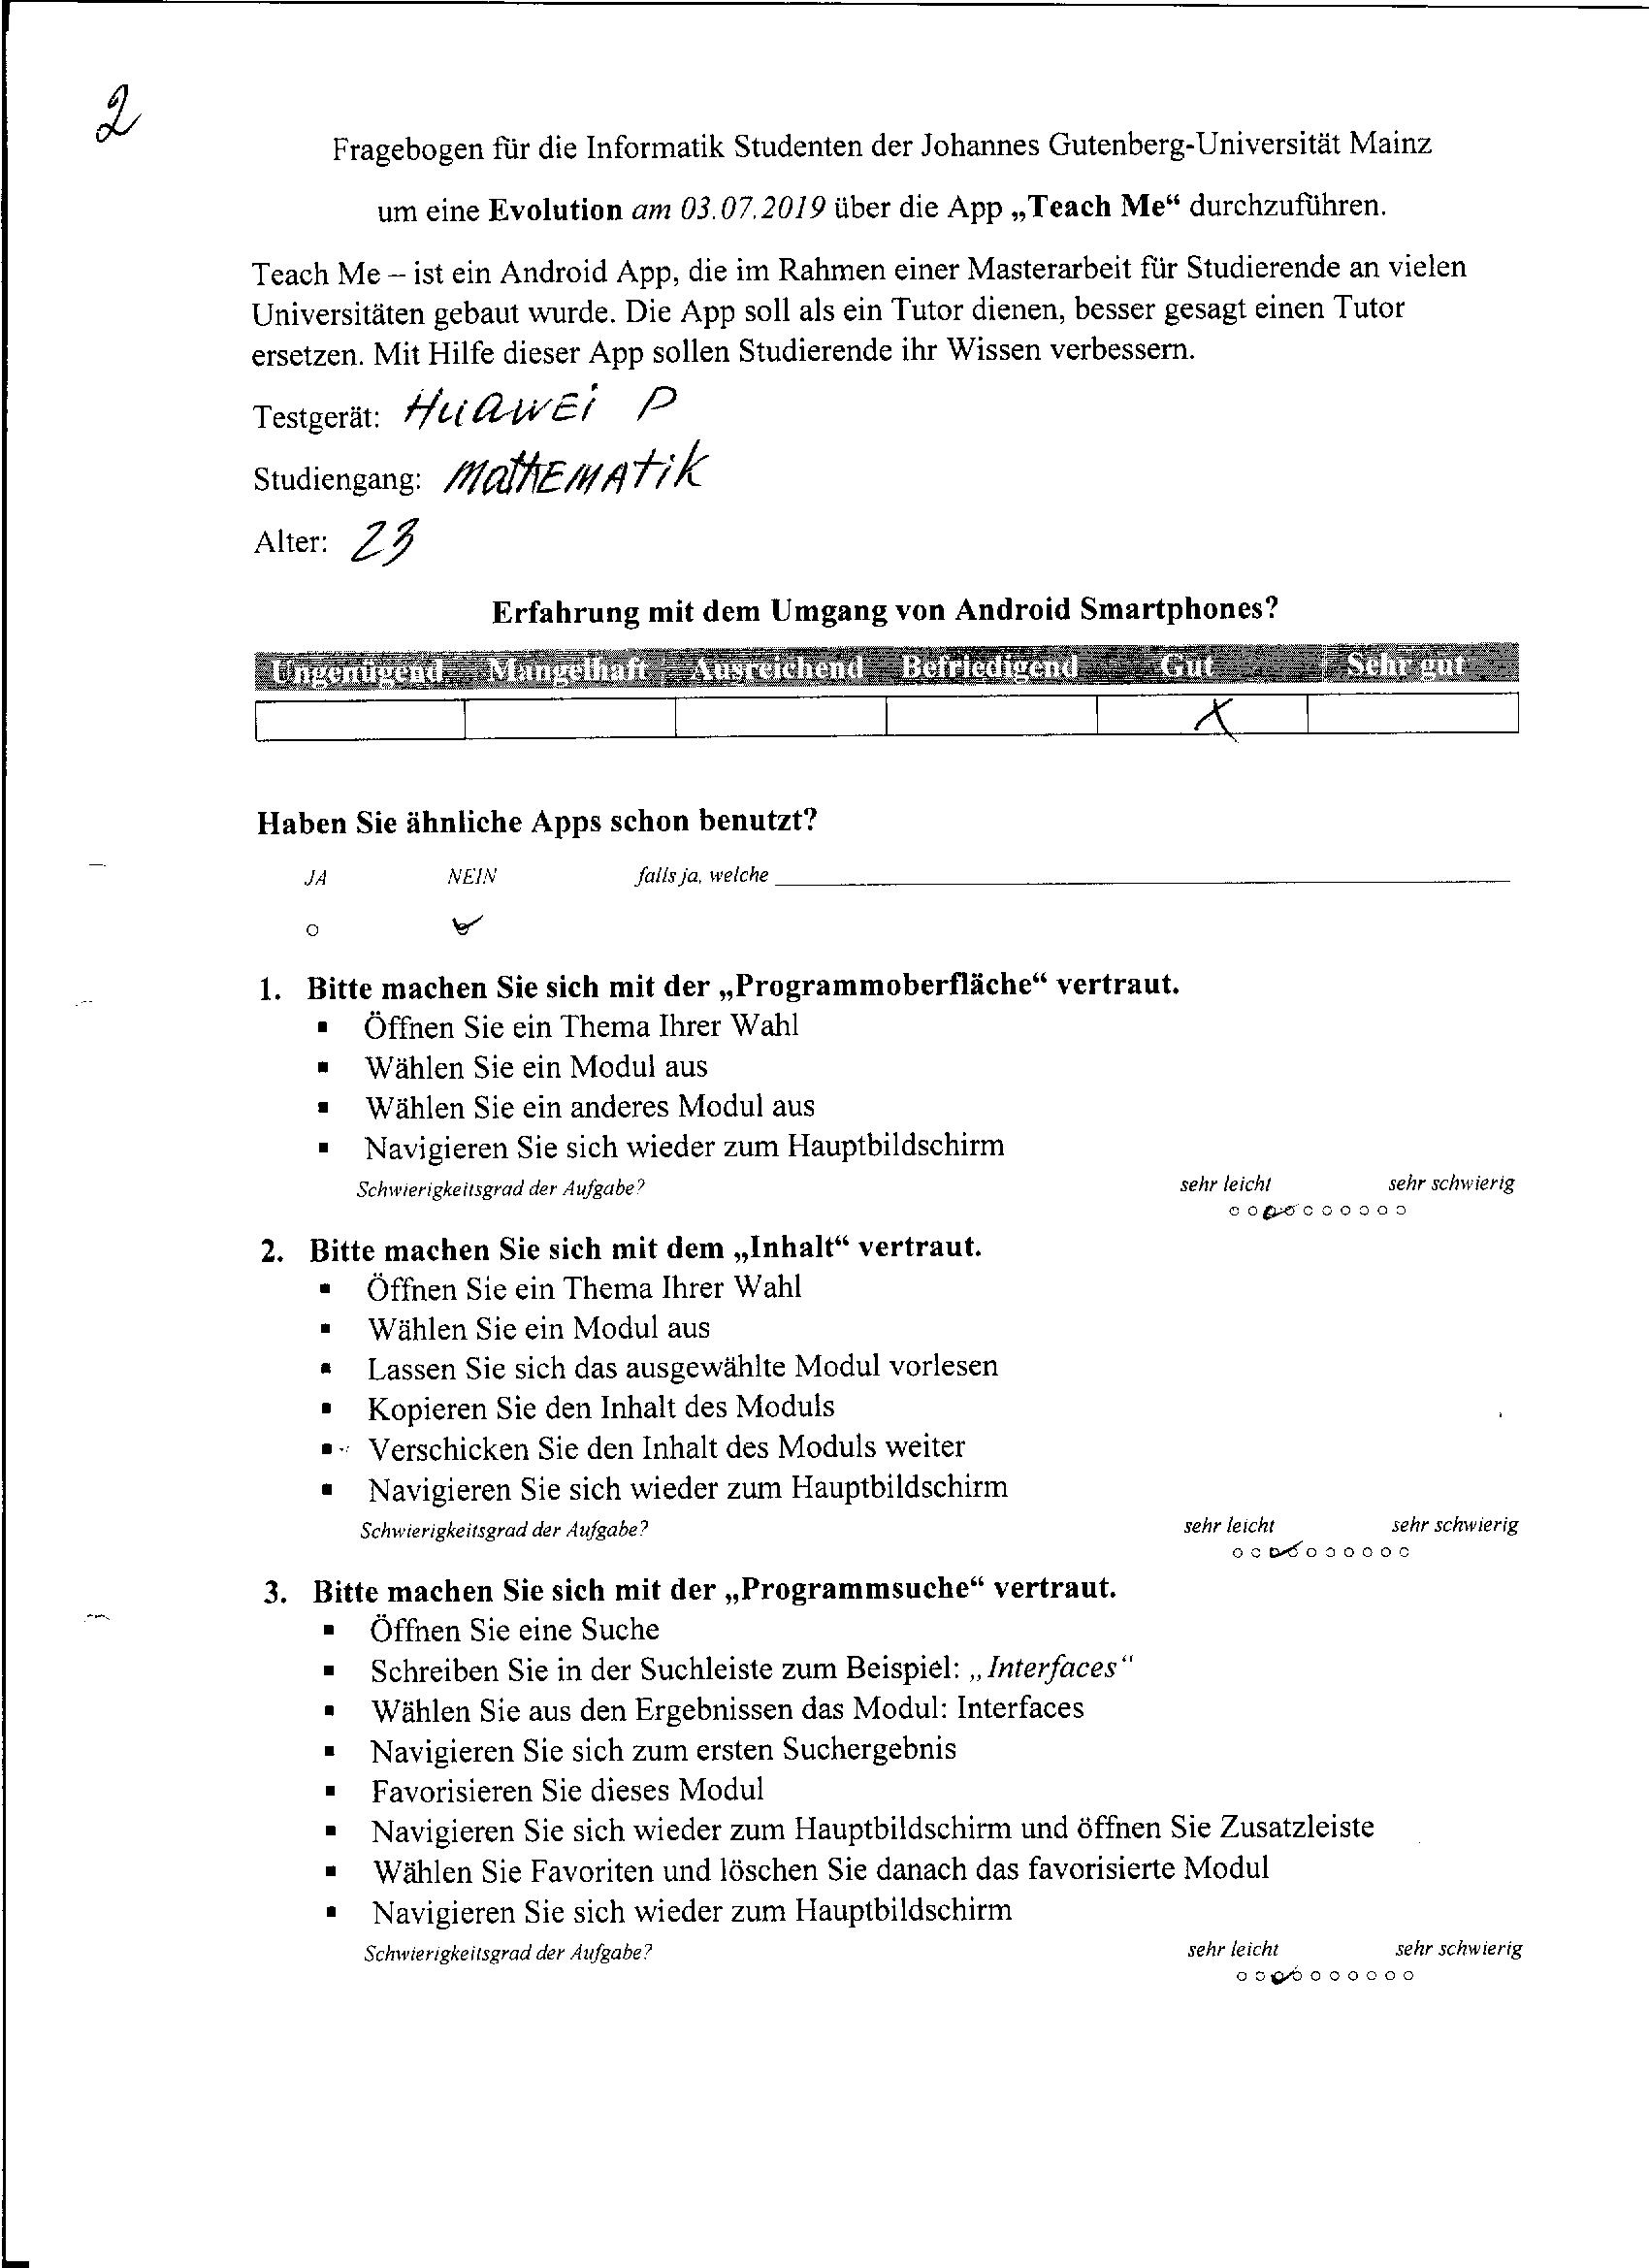 2
Fragebogen für die Informatik Studenten der Johannes Gutenberg-Universität Mainz
um eine Evolution am 03.07.2019 über die App „Teach Me“ durchzuführen.
Teach Me – ist ein Android App, die im Rahmen einer Masterarbeit für Studierende an vielen
Universitäten gebaut wurde. Die App soll als ein Tutor dienen, besser gesagt einen Tutor
ersetzen. Mit Hilfe dieser App sollen Studierende ihr Wissen verbessern.
Testgerät: HUAWEi P
Studiengang: MATHEMATik
Alter: 23
Erfahrung mit dem Umgang von Android Smartphones?
Ungenügend Mangelhaft Ausreichend Befriedigend Gut Sehr gut
X
Haben Sie ähnliche Apps schon benutzt?
JA NEIN falls ja, welche
1. Bitte machen Sie sich mit der „Programmoberfläche“ vertraut.
▪ Öffnen Sie ein Thema Ihrer Wahl
▪ Wählen Sie ein Modul aus
▪ Wählen Sie ein anderes Modul aus
▪ Navigieren Sie sich wieder zum Hauptbildschirm
Schwierigkeitsgrad der Aufgabe? sehr leicht sehr schwierig
2. Bitte machen Sie sich mit dem „Inhalt“ vertraut.
▪ Öffnen Sie ein Thema Ihrer Wahl
▪ Wählen Sie ein Modul aus
▪ Lassen Sie sich das ausgewählte Modul vorlesen
▪ Kopieren Sie den Inhalt des Moduls
▪ Verschicken Sie den Inhalt des Moduls weiter
▪ Navigieren Sie sich wieder zum Hauptbildschirm
Schwierigkeitsgrad der Aufgabe? sehr leicht sehr schwierig
3. Bitte machen Sie sich mit der „Programmsuche“ vertraut.
▪ Öffnen Sie eine Suche
▪ Schreiben Sie in der Suchleiste zum Beispiel: „Interfaces“
▪ Wählen Sie aus den Ergebnissen das Modul: Interfaces
▪ Navigieren Sie sich zum ersten Suchergebnis
▪ Favorisieren Sie dieses Modul
▪ Navigieren Sie sich wieder zum Hauptbildschirm und öffnen Sie Zusatzleiste
▪ Wählen Sie Favoriten und löschen Sie danach das favorisierte Modul
▪ Navigieren Sie sich wieder zum Hauptbildschirm
Schwierigkeitsgrad der Aufgabe? sehr leicht sehr schwierig